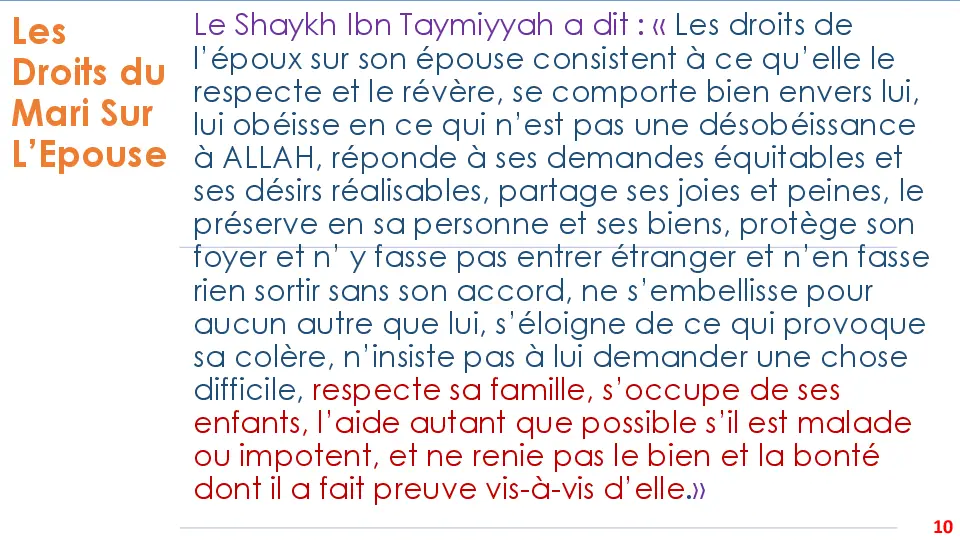 Les
Droits du
Mari Sur
L’Epouse
Le Shaykh Ibn Taymiyyah a dit : « Les droits de
l’époux sur son épouse consistent à ce qu’elle le
respecte et le révère, se comporte bien envers lui,
lui obéisse en ce qui n’est pas une désobéissance
à ALLAH, réponde à ses demandes équitables et
ses désirs réalisables, partage ses joies et peines, le
préserve en sa personne et ses biens, protège son
foyer et n’ y fasse pas entrer étranger et n’en fasse
rien sortir sans son accord, ne s’embellisse pour
aucun autre que lui, s’éloigne de ce qui provoque
sa colère, n’insiste pas à lui demander une chose
difficile, respecte sa famille, s’occupe de ses
enfants, l’aide autant que possible s’il est malade
ou impotent, et ne renie pas le bien et la bonté
dont il a fait preuve vis-à-vis d’elle.»
10